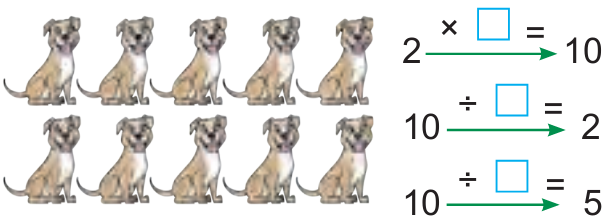 2 × □ = 10
10 ÷ □ = 2
10 ÷ □ = 5